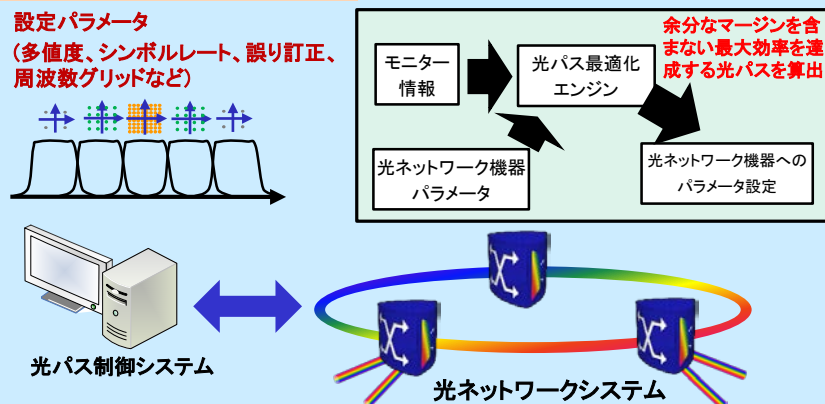 設定パラメータ
(多値度、シンボルレート、誤り訂正、
周波数グリッドなど)
モニター
情報
光パス最適化
エンジン
余分なマージンを含
まない最大効率を達
成する光パスを算出
光ネットワーク機器
パラメータ
光ネットワーク機器への
パラメータ設定
光パス制御システム
光ネットワークシステム